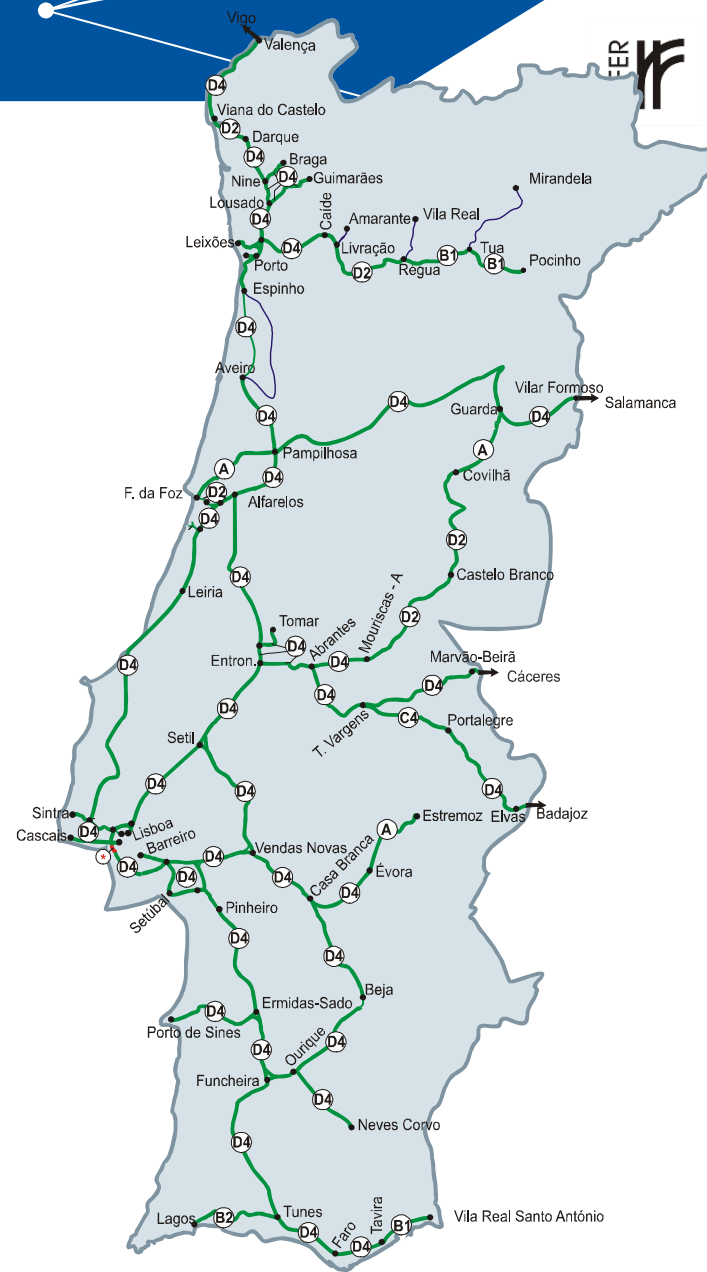 Vigo
Valença
FER
D4
Viana do Castelo
D2
Darque
D4
Braga
D4
Guimarães
Nine
Mirandela
Lousado
D4
Caíde
Amarante
Vila Real
Leixões
D4
Livração
Tua
Porto
D2
Regua
B1
B1
Pocinho
Espinho
D4
Aveiro
D4
D4
Vilar Formoso
Salamanca
Guarda
D4
Pampilhosa
A
A
D4
Covilhã
F. da Foz
D2
Alfarelos
D4
D2
D4
Castelo Branco
Leiria
D2
Mouriscas - A
Tomar
Abrantes
D4
Entron.
D4
Marvão-Beirã
Cáceres
D4
D4
D4
D4
T. Vargens
C4
Portalegre
Setil
D4
D4
D4
Elvas
Badajoz
Sintra
D4
Estremoz
Cascais
Lisboa
A
*
Barreiro
D4
Vendas Novas
Casa Branca
D4
D4
D4
D4
Évora
Setúbal
Pinheiro
D4
D4
Beja
D4
Ermidas-Sado
Porto de Sines
D4
D4
Ourique
Funcheira
D4
Neves Corvo
D4
Lagos
B2
Tunes
D4
Faro
D4
Tavira
B1
Vila Real Santo António